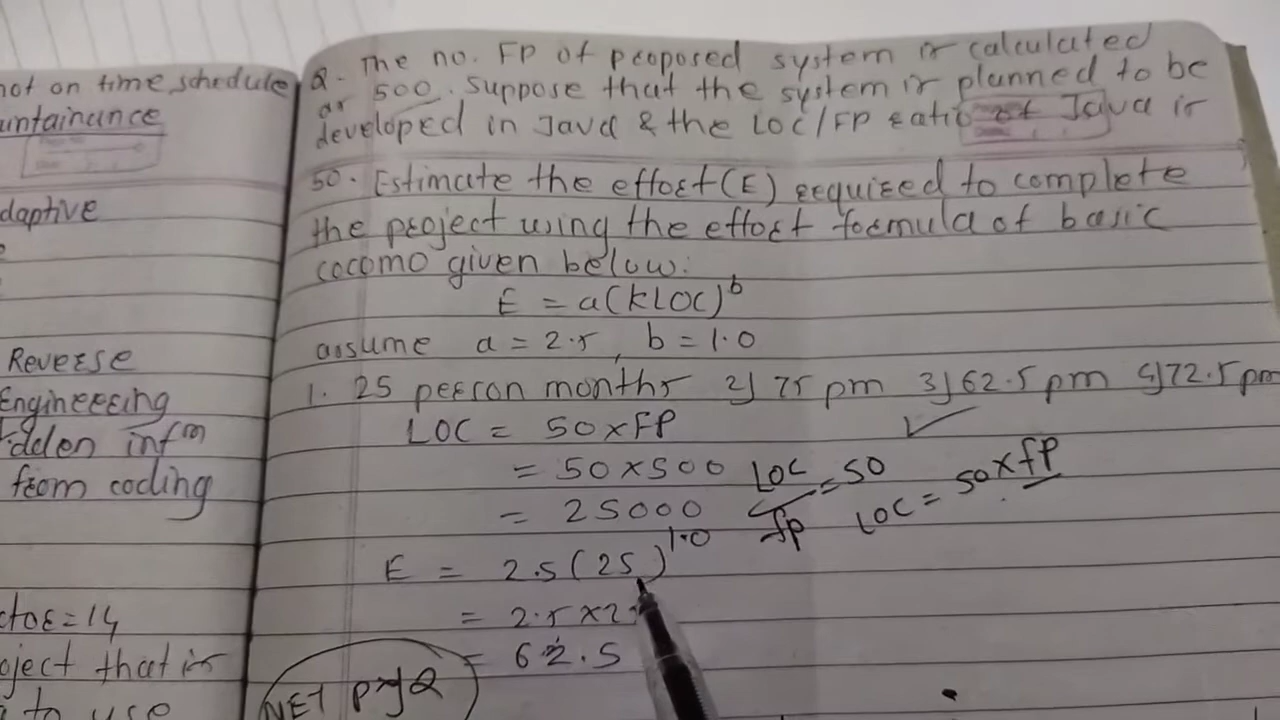 not on time schedule
untainance
daptive
Reverse
Engineering
dden infm
from coding
ctor = 14
oject that is
to use
Q. The no. FP of proposed system is calculated
as 500. Suppose that the system is planned to be
developed in Java & the LOC/FP ratio of Java is
50. Estimate the effort (E) required to complete
the project using the effort formula of basic
cocomo given below:
E = a(KLOC)^b
assume a = 2.5, b = 1.0
1. 25 person months 2) 75 pm 3) 62.5 pm 4) 72.5 pm
LOC = 50 x FP
= 50 x 500
= 25000
LOC/fp = 50
LOC = 50 x fp
E = 2.5 (25)^1.0
= 2.5 x 2
= 62.5
NET PYQ